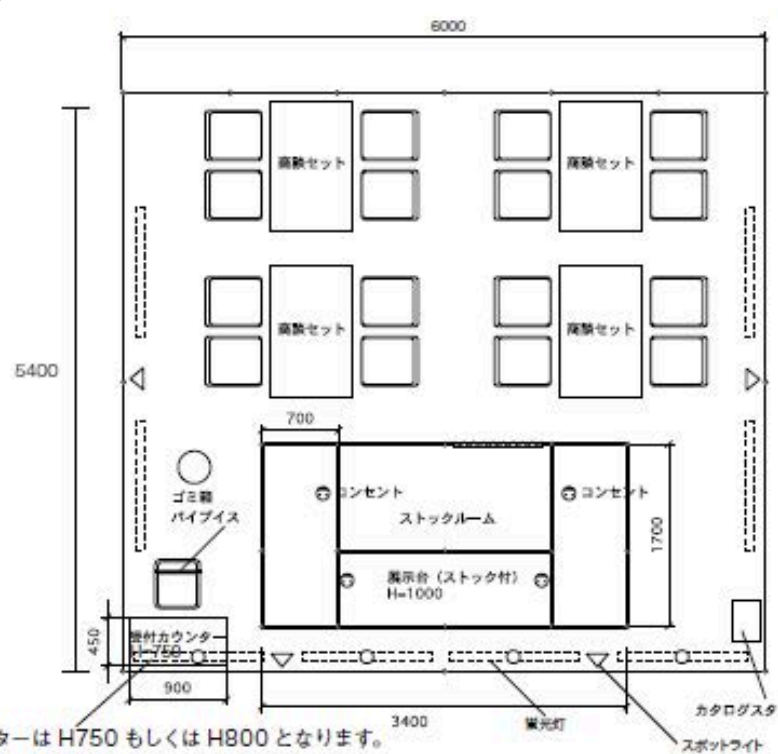 6000
商談セット
商談セット
商談セット
商談セット
5400
700
ゴミ箱
パイプイス
コンセント
コンセント
ストックルーム
1700
展示台（ストック付）
H=1000
450
受付カウンター
H=750
900
3400
蛍光灯
カタログスタ
スポットライト
ターは H750 もしくは H800 となります。